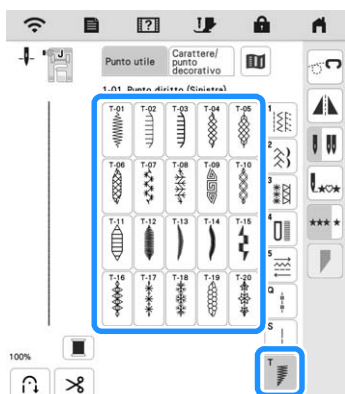 ?
J
Punto utile
Carattere/
punto
decorativo
1-01 Punto diritto (Sinistra)
T-01 T-02 T-03 T-04 T-05
1
2
T-06 T-07 T-08 T-09 T-10
3
T-11 T-12 T-13 T-14 T-15
4
5
T-16 T-17 T-18 T-19 T-20
Q
S
100%
T